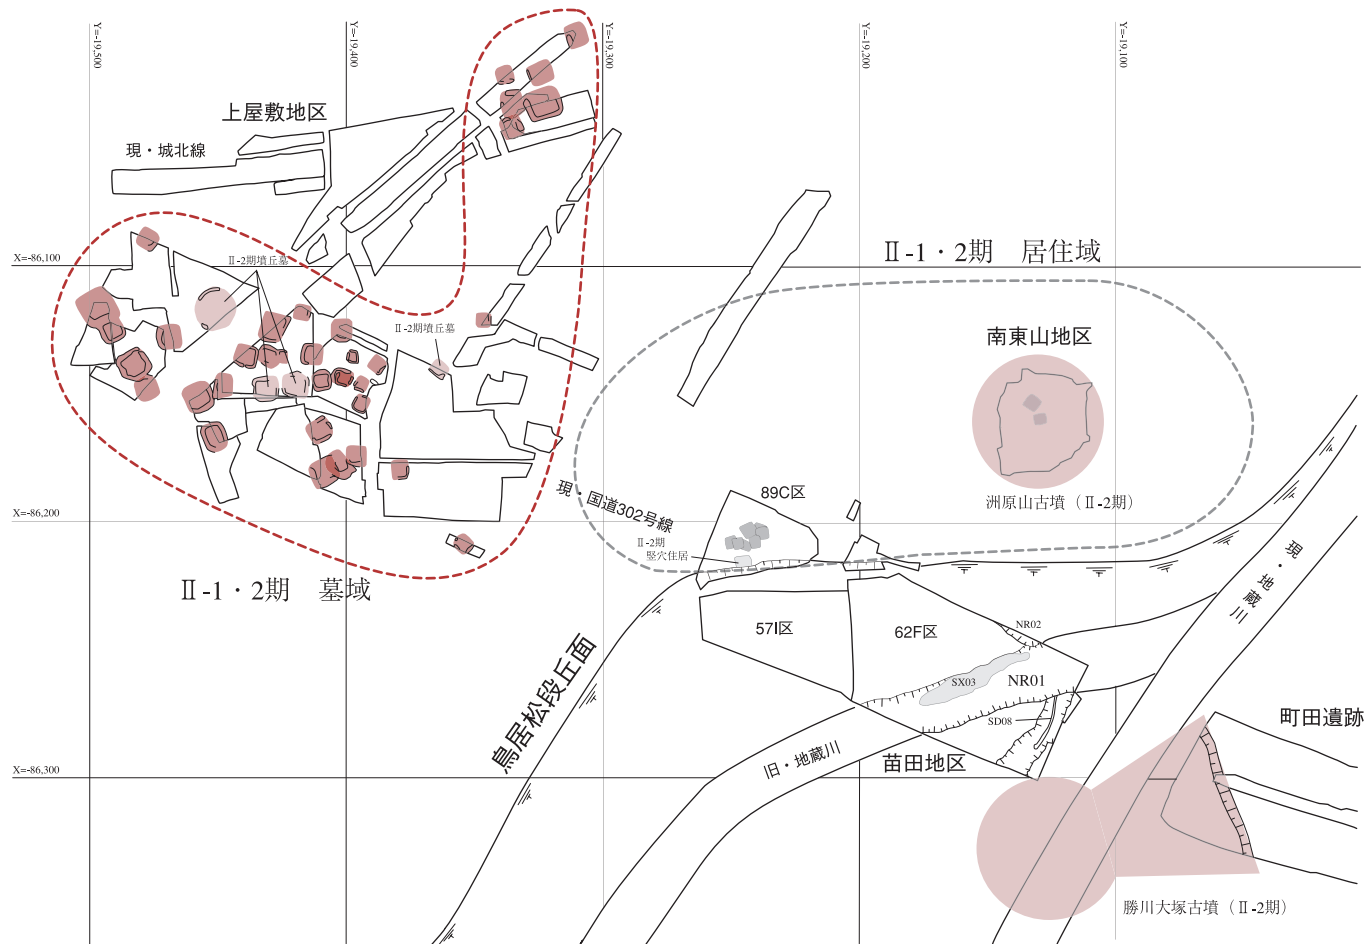 Y=-19,500
Y=-19,400
Y=-19,300
Y=-19,200
Y=-19,100
上屋敷地区
現・城北線
Ⅱ-1・2期 居住域
Ⅱ-2期墳丘墓
X=-86,100
Ⅱ-2期墳丘墓
南東山地区
89C区
洲原山古墳（Ⅱ-2期）
現・国道302号線
X=-86,200
Ⅱ-2期
竪穴住居
現・地蔵川
Ⅱ-1・2期 墓域
57I区
62F区
NR02
SX03
NR01
鳥居松段丘面
SD08
町田遺跡
旧・地蔵川
苗田地区
X=-86,300
勝川大塚古墳（Ⅱ-2期）